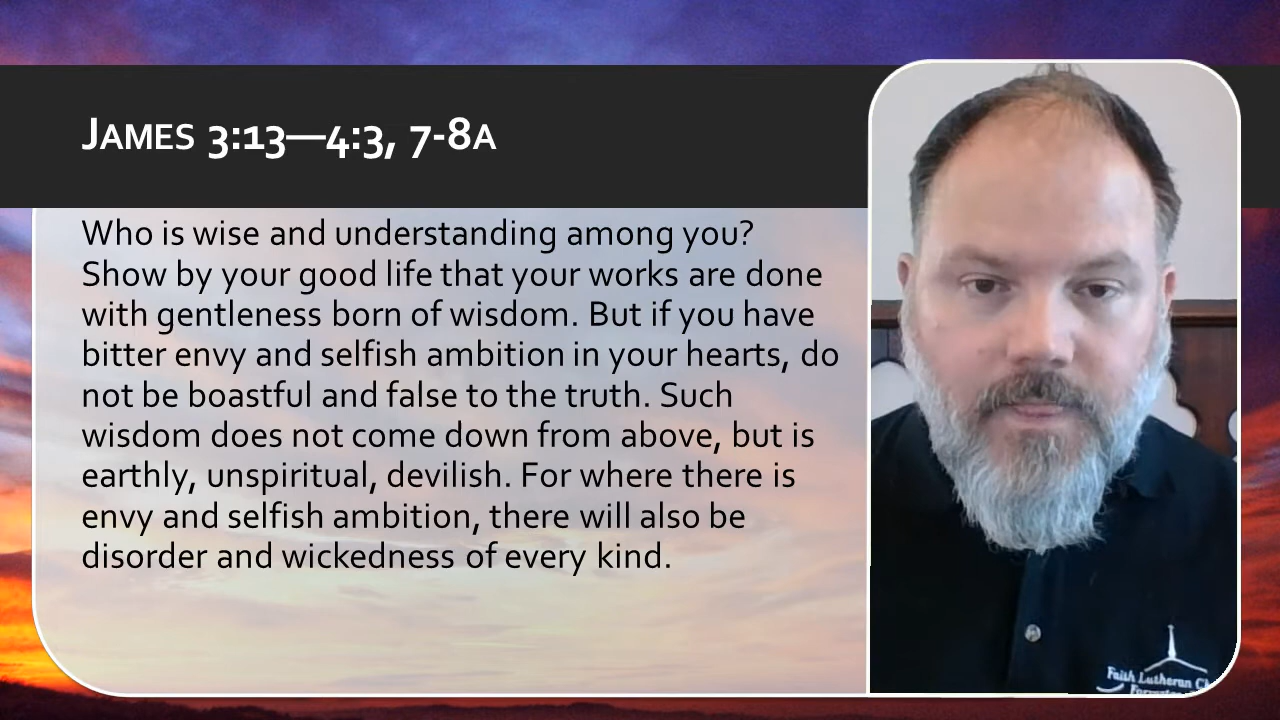 James 3:13—4:3, 7-8a
Who is wise and understanding among you?
Show by your good life that your works are done
with gentleness born of wisdom. But if you have
bitter envy and selfish ambition in your hearts, do
not be boastful and false to the truth. Such
wisdom does not come down from above, but is
earthly, unspiritual, devilish. For where there is
envy and selfish ambition, there will also be
disorder and wickedness of every kind.
Faith Lutheran